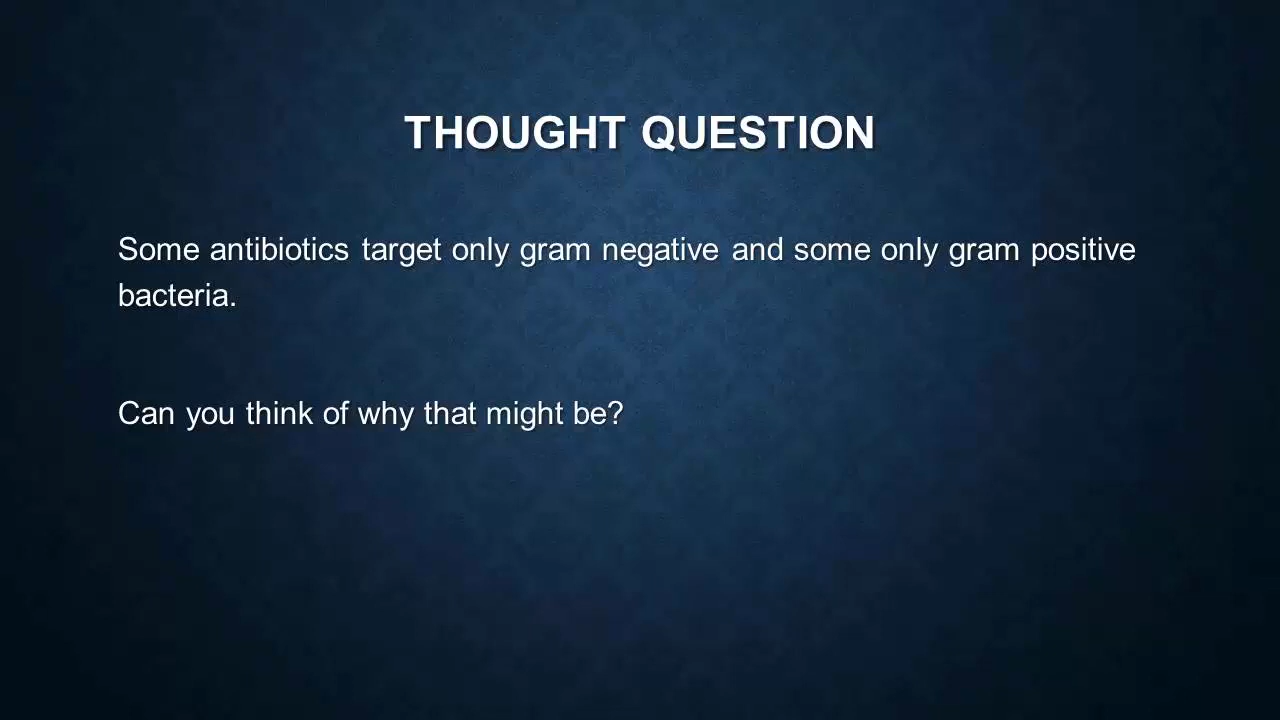 THOUGHT QUESTION
Some antibiotics target only gram negative and some only gram positive
bacteria.
Can you think of why that might be?